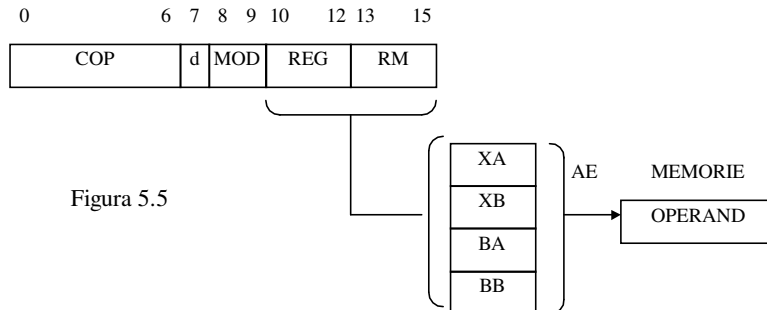 0 6 7 8 9 10 12 13 15
COP d MOD REG RM
XA
AE MEMORIE
XB
OPERAND
Figura 5.5
BA
BB